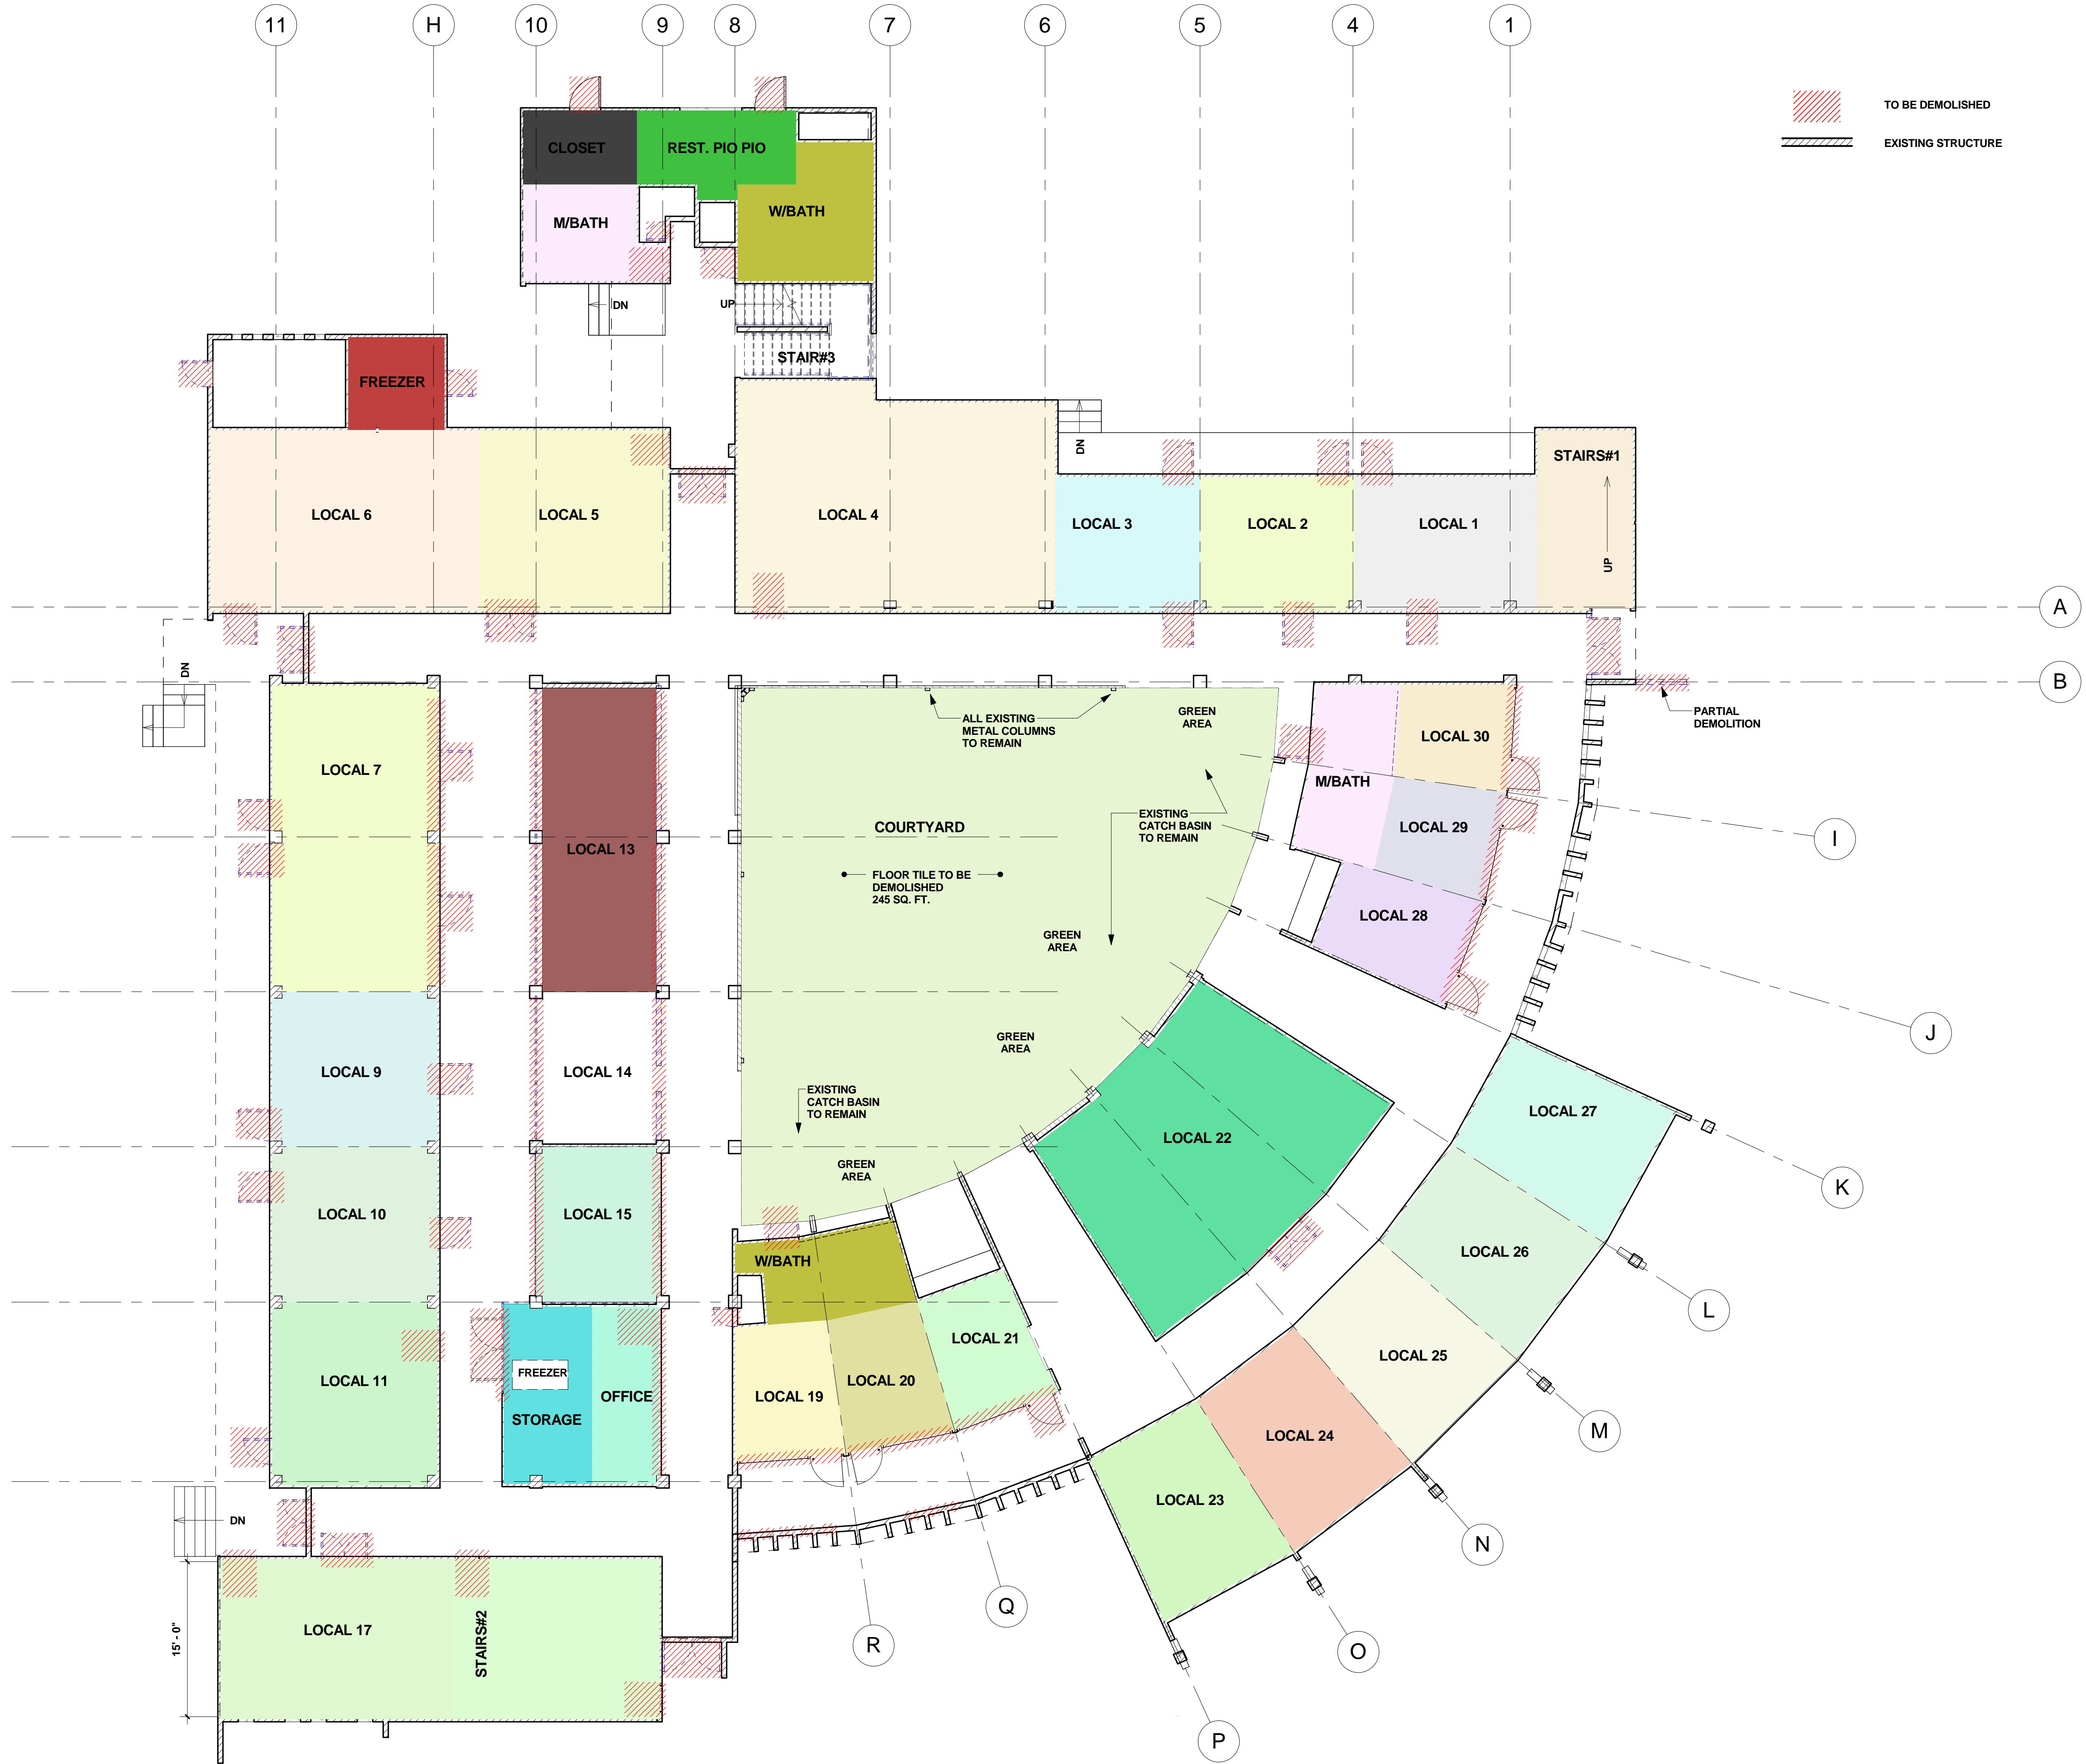 11 H 10 9 8 7 6 5 4 1
TO BE DEMOLISHED
EXISTING STRUCTURE
CLOSET
REST. PIO PIO
M/BATH
W/BATH
DN
UP
STAIR#3
FREEZER
DN
STAIRS#1
LOCAL 6
LOCAL 5
LOCAL 4
LOCAL 3
LOCAL 2
LOCAL 1
UP
A
DN
B
ALL EXISTING
METAL COLUMNS
TO REMAIN
GREEN
AREA
PARTIAL
DEMOLITION
LOCAL 30
LOCAL 7
M/BATH
EXISTING
CATCH BASIN
TO REMAIN
COURTYARD
LOCAL 29
I
LOCAL 13
FLOOR TILE TO BE
DEMOLISHED
245 SQ. FT.
LOCAL 28
GREEN
AREA
J
GREEN
AREA
LOCAL 9
LOCAL 14
EXISTING
CATCH BASIN
TO REMAIN
LOCAL 27
LOCAL 22
GREEN
AREA
K
LOCAL 10
LOCAL 15
LOCAL 26
W/BATH
L
LOCAL 21
LOCAL 25
FREEZER
LOCAL 11
LOCAL 20
OFFICE
LOCAL 19
STORAGE
M
LOCAL 24
LOCAL 23
DN
N
Q
LOCAL 17
STAIRS#2
15' - 0"
R
O
P